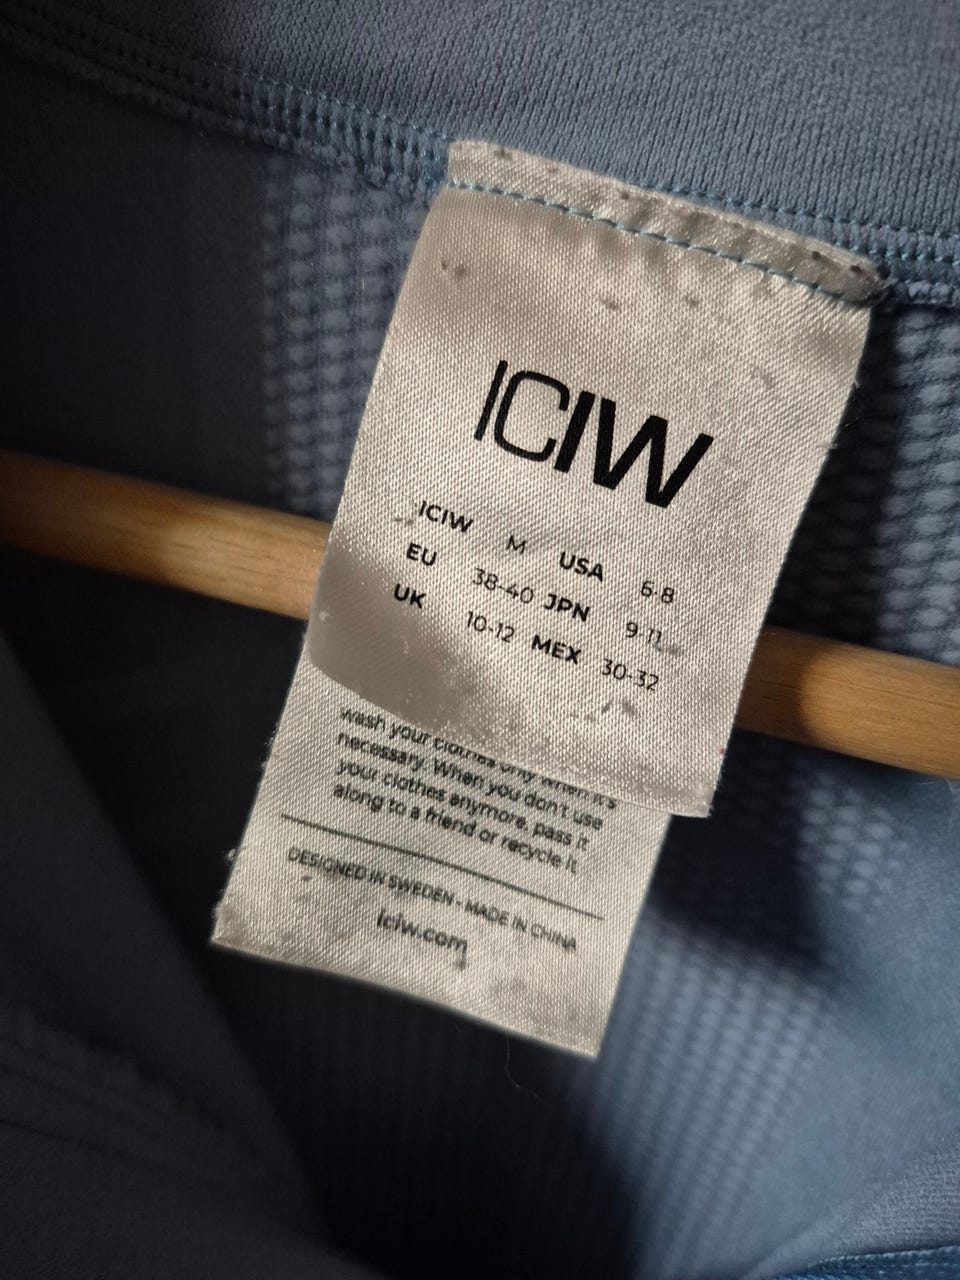 ICIW
ICIW M USA 6-8
EU 38-40 JPN 9-11
UK 10-12 MEX 30-32
wash your clothes only when it's
necessary. When you don't use
your clothes anymore, pass it
along to a friend or recycle it
DESIGNED IN SWEDEN - MADE IN CHINA
iciw.com